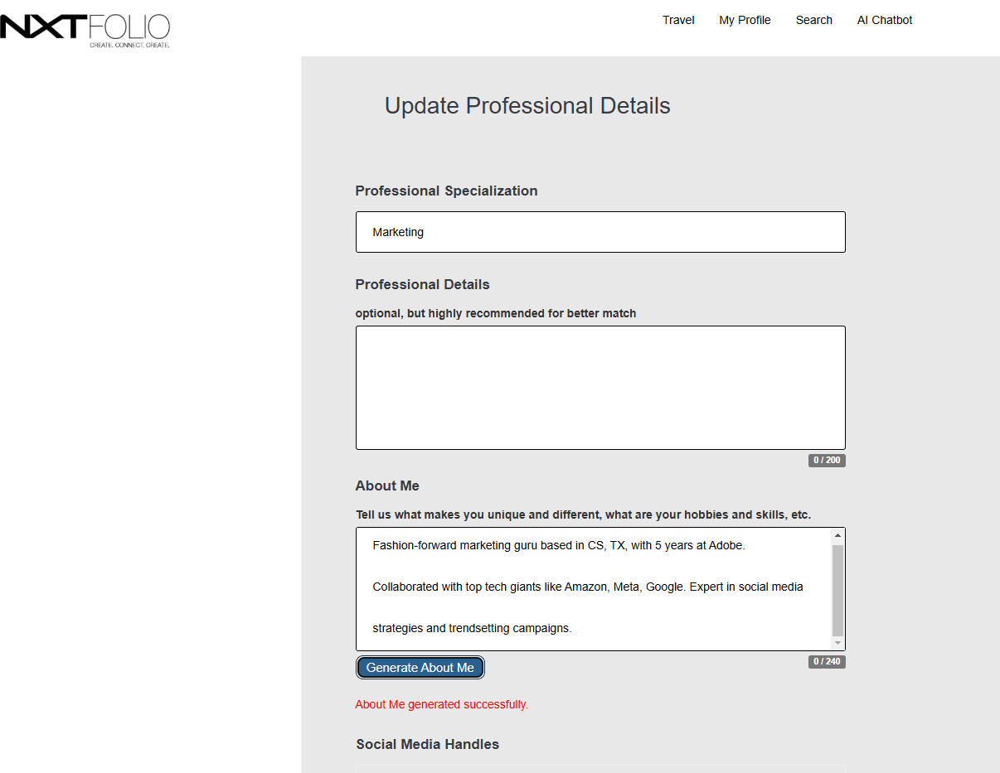 NXTFOLIO
CREATE. CONNECT. CREATE.
Travel My Profile Search AI Chatbot
Update Professional Details
Professional Specialization
Marketing
Professional Details
optional, but highly recommended for better match
0 / 200
About Me
Tell us what makes you unique and different, what are your hobbies and skills, etc.
Fashion-forward marketing guru based in CS, TX, with 5 years at Adobe.
Collaborated with top tech giants like Amazon, Meta, Google. Expert in social media
strategies and trendsetting campaigns.
Generate About Me
0 / 240
About Me generated successfully.
Social Media Handles